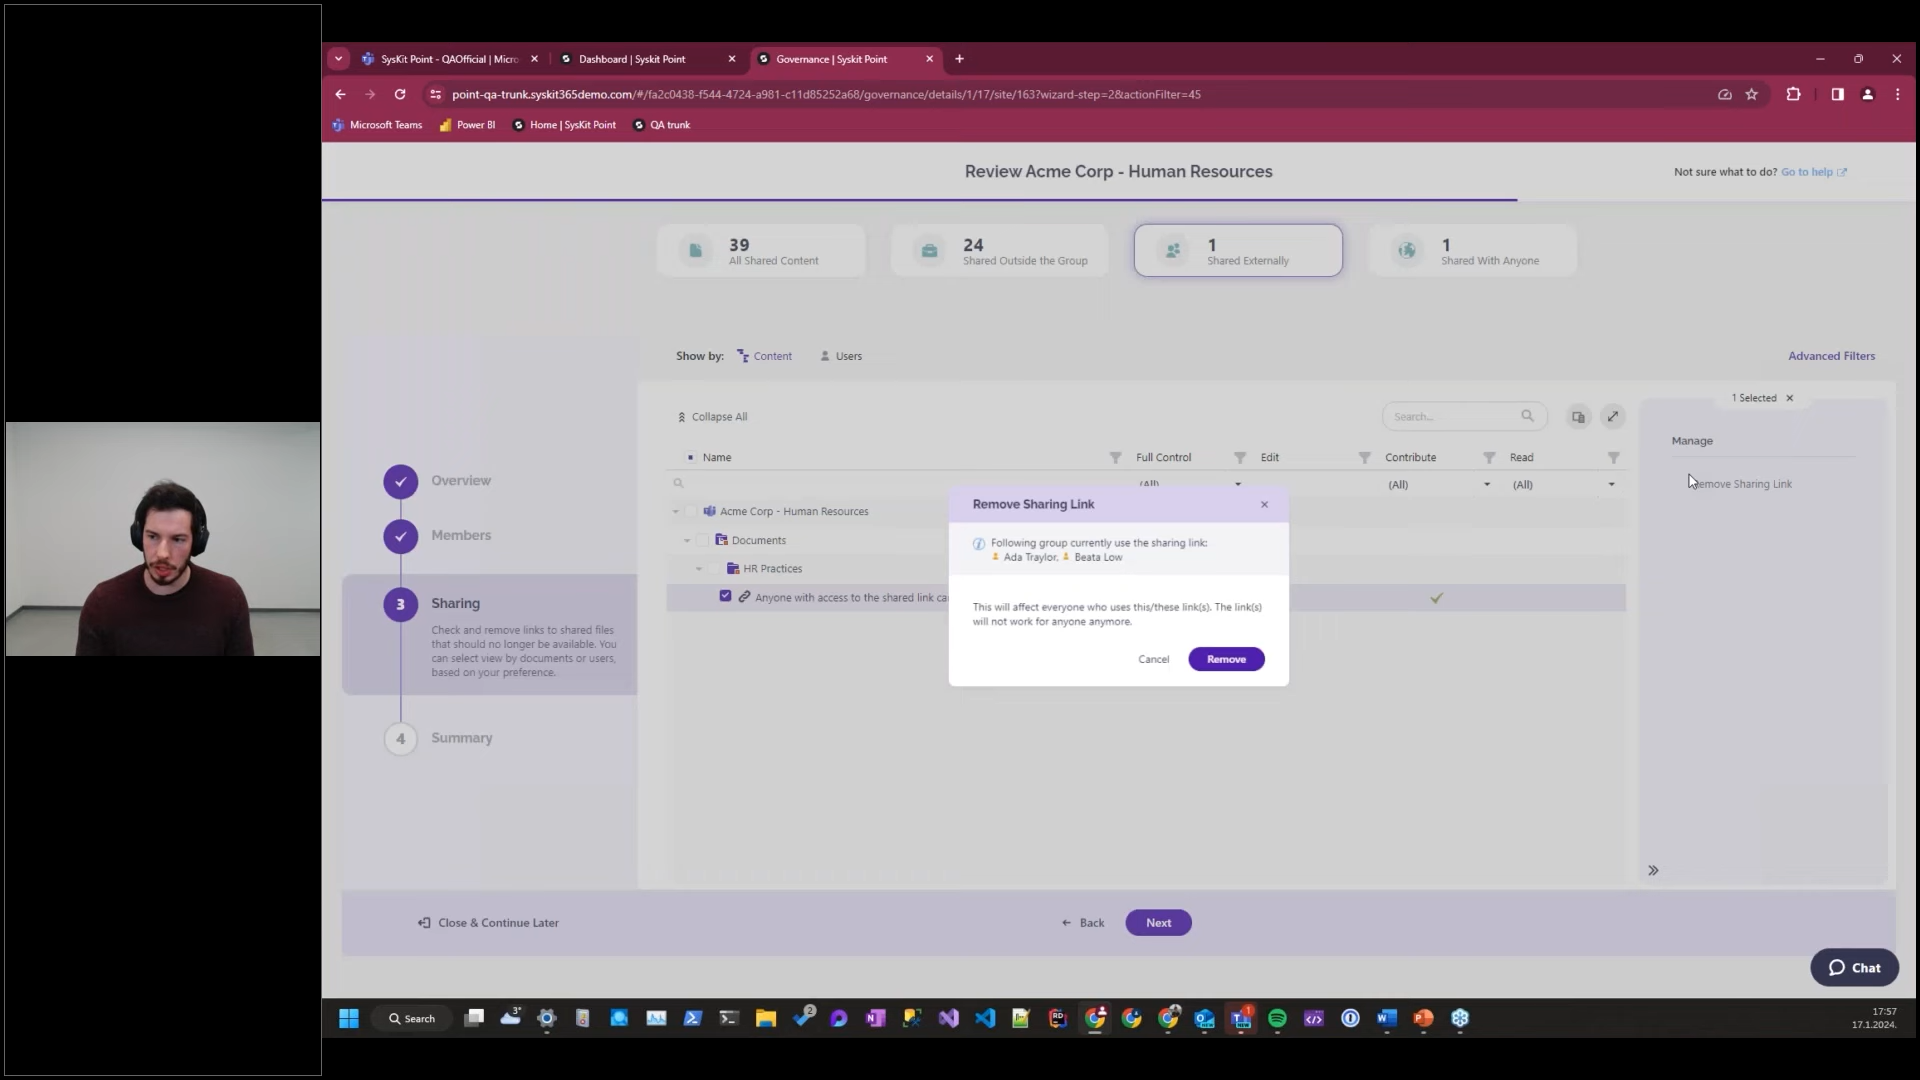 SysKit Point - QAOfficial | Micro
Dashboard | Syskit Point
Governance | Syskit Point
point-qa-trunk.syskit365demo.com/#/fa2c0438-f544-4724-a981-c11d85252a68/governance/details/1/17/site/163?wizard-step=2&actionFilter=45
Microsoft Teams
Power BI
Home | SysKit Point
QA trunk
Review Acme Corp - Human Resources
Not sure what to do? Go to help
39
All Shared Content
24
Shared Outside the Group
1
Shared Externally
1
Shared With Anyone
Show by:
Content
Users
Advanced Filters
Collapse All
Search...
1 Selected
Manage
Remove Sharing Link
Name
Full Control
Edit
Contribute
Read
(All)
(All)
(All)
Acme Corp - Human Resources
Documents
HR Practices
Anyone with access to the shared link ca
Remove Sharing Link
Following group currently use the sharing link:
Ada Traylor, Beata Low
This will affect everyone who uses this/these link(s). The link(s)
will not work for anyone anymore.
Cancel
Remove
Overview
Members
3
Sharing
Check and remove links to shared files
that should no longer be available. You
can select view by documents or users,
based on your preference.
4
Summary
Close & Continue Later
Back
Next
Chat
Search
3°
2
1
17:57
17.1.2024.